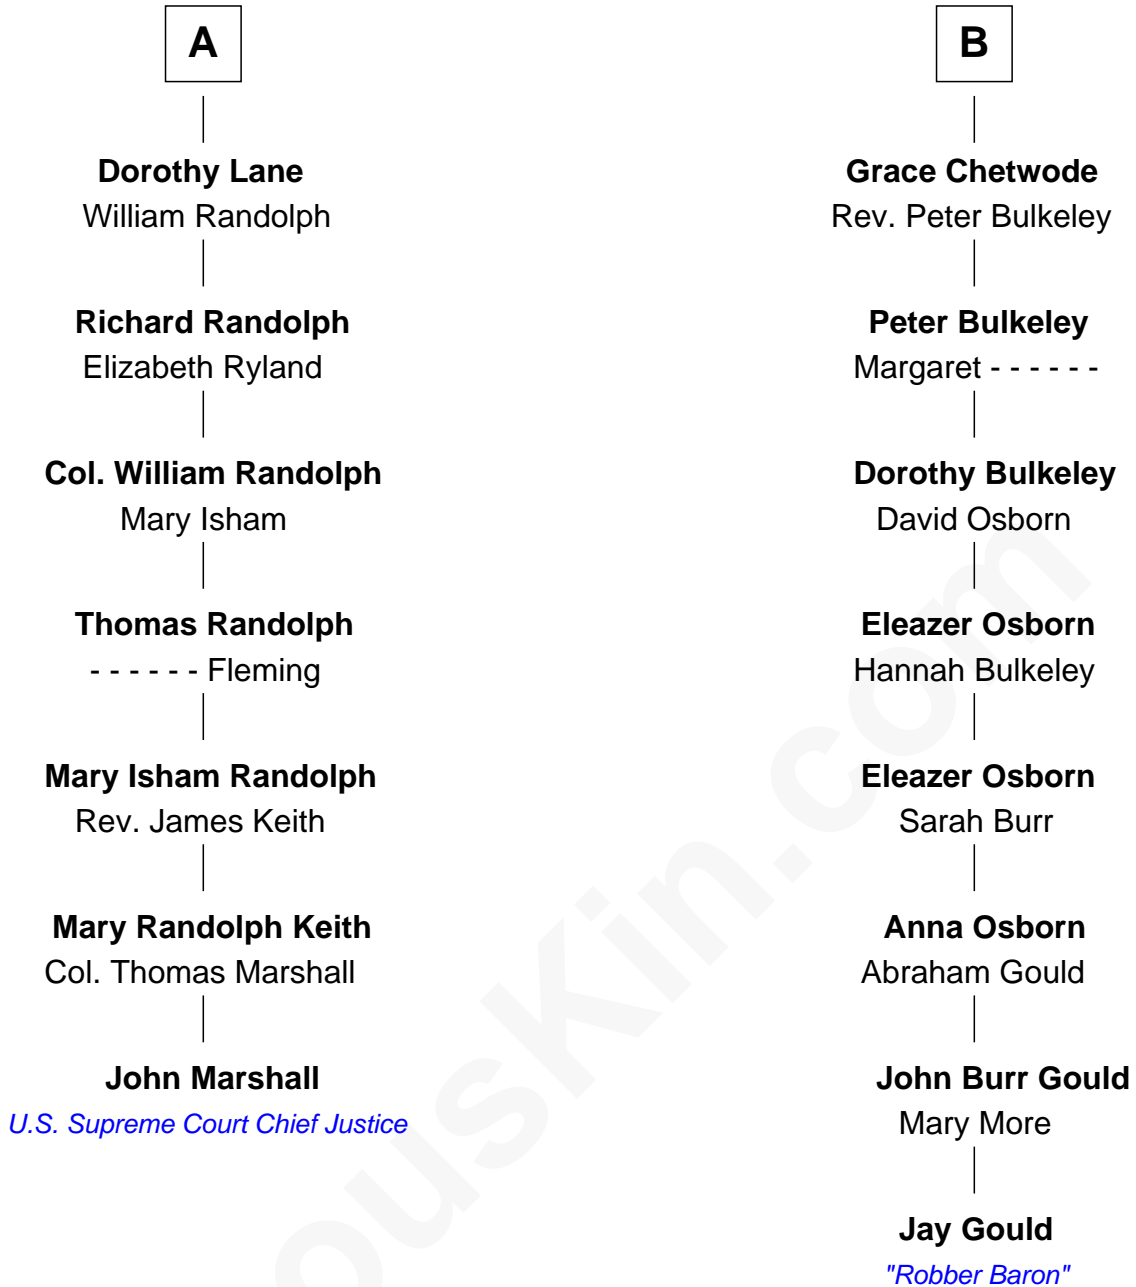 A
Dorothy Lane
William Randolph
Richard Randolph
Elizabeth Ryland
Col. William Randolph
Mary Isham
Thomas Randolph
- - - - - - Fleming
Mary Isham Randolph
Rev. James Keith
Mary Randolph Keith
Col. Thomas Marshall
John Marshall
U.S. Supreme Court Chief Justice
B
Grace Chetwode
Rev. Peter Bulkeley
Peter Bulkeley
Margaret - - - - - -
Dorothy Bulkeley
David Osborn
Eleazer Osborn
Hannah Bulkeley
Eleazer Osborn
Sarah Burr
Anna Osborn
Abraham Gould
John Burr Gould
Mary More
Jay Gould
"Robber Baron"
ouskin.com